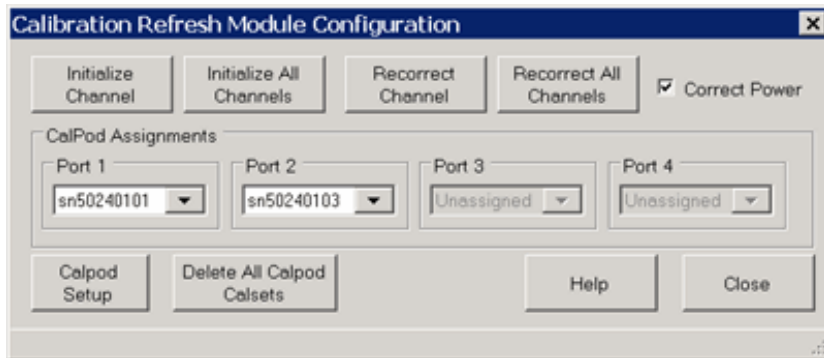 Calibration Refresh Module Configuration
Initialize
Channel
Initialize All
Channels
Recorrect
Channel
Recorrect All
Channels
Correct Power
CalPod Assignments
Port 1
Port 2
Port 3
Port 4
sn50240101
sn50240103
Unassigned
Unassigned
Calpod
Setup
Delete All Calpod
Calsets
Help
Close